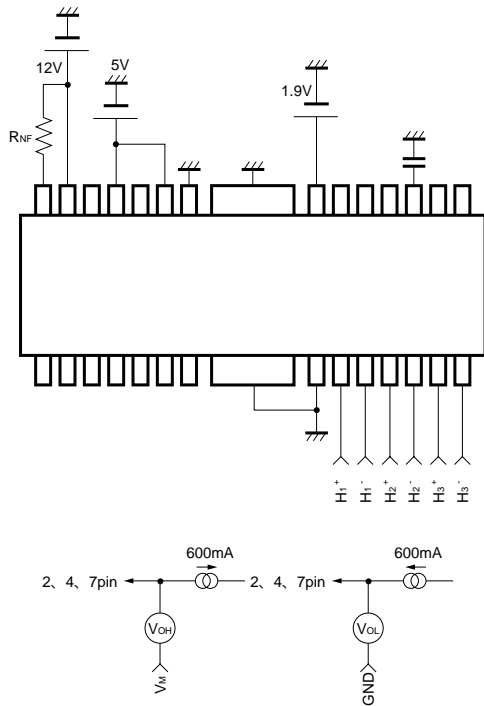 12V
5V
1.9V
RNF
H1+
H1-
H2+
H2-
H3+
H3-
600mA
600mA
2、4、7pin
2、4、7pin
VOH
VOL
VM
GND